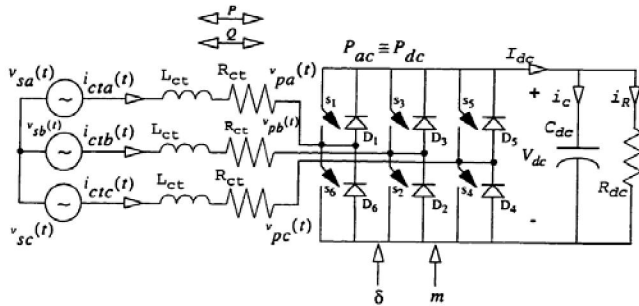 P
Q
P_ac ≡ P_dc
I_dc
v_sa(t)
i_cta(t)
L_ct
R_ct
v_pa(t)
s_1
D_1
s_3
D_3
s_5
D_5
+
i_c
i_R
v_sb(t)
i_ctb(t)
L_ct
R_ct
v_pb(t)
C_dc
V_dc
R_dc
v_sc(t)
i_ctc(t)
L_ct
R_ct
v_pc(t)
s_6
D_6
s_2
D_2
s_4
D_4
-
δ
m